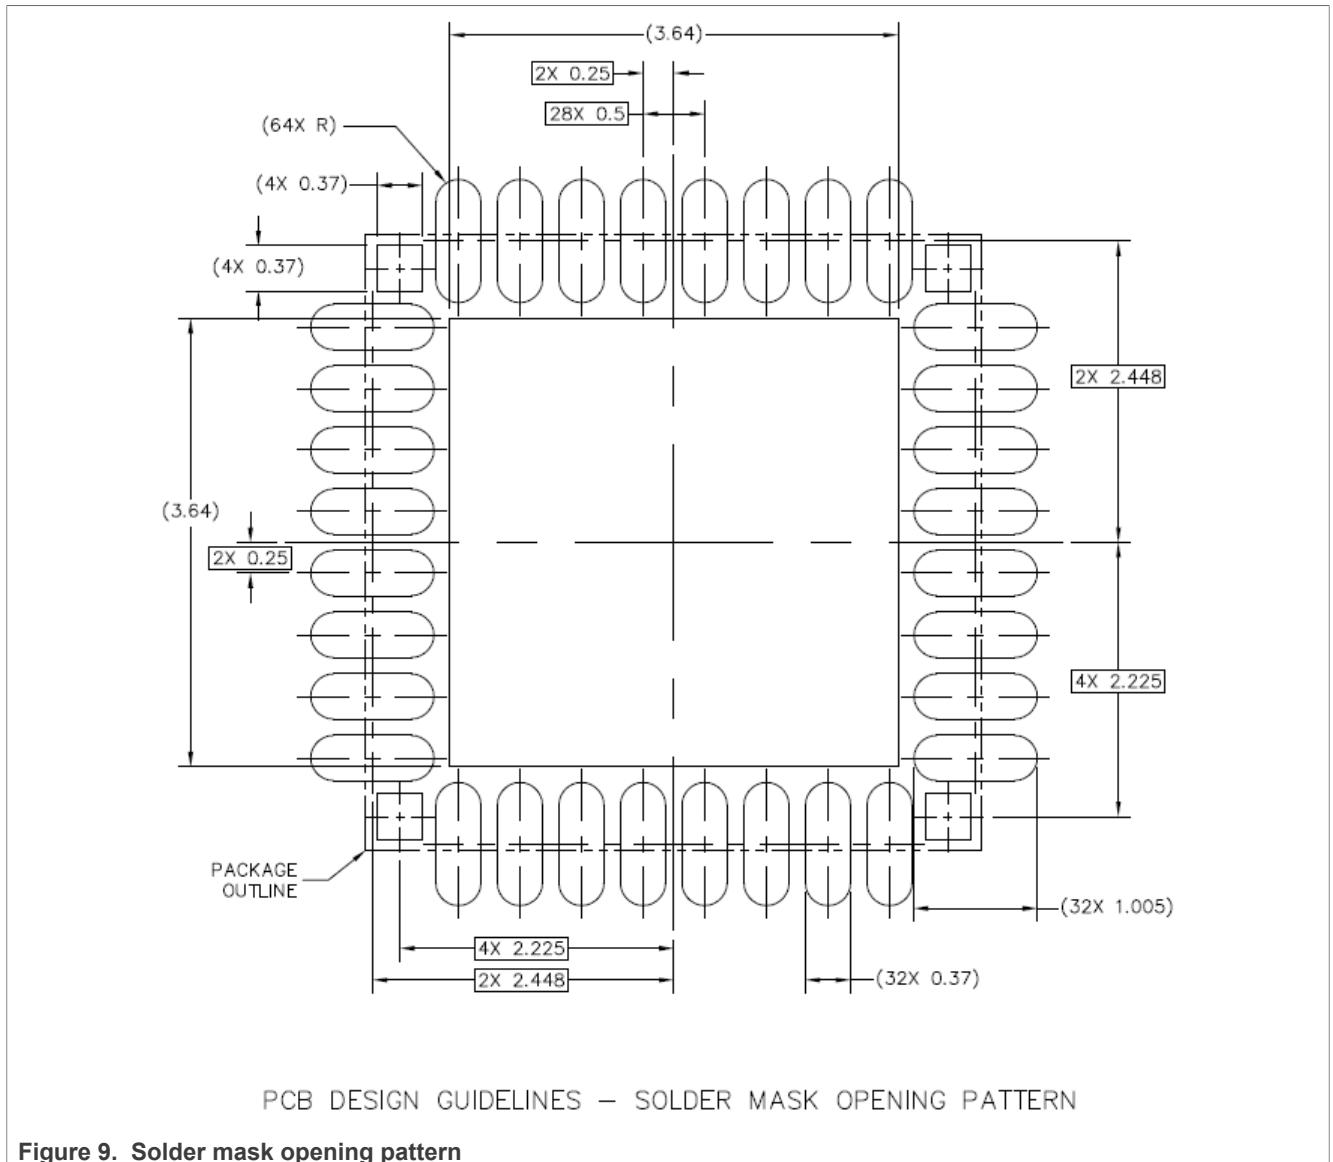 (3.64)
2X 0.25
28X 0.5
(64X R)
(4X 0.37)
(4X 0.37)
2X 2.448
(3.64)
2X 0.25
4X 2.225
PACKAGE
OUTLINE
(32X 1.005)
4X 2.225
2X 2.448
(32X 0.37)
PCB DESIGN GUIDELINES – SOLDER MASK OPENING PATTERN
Figure 9. Solder mask opening pattern